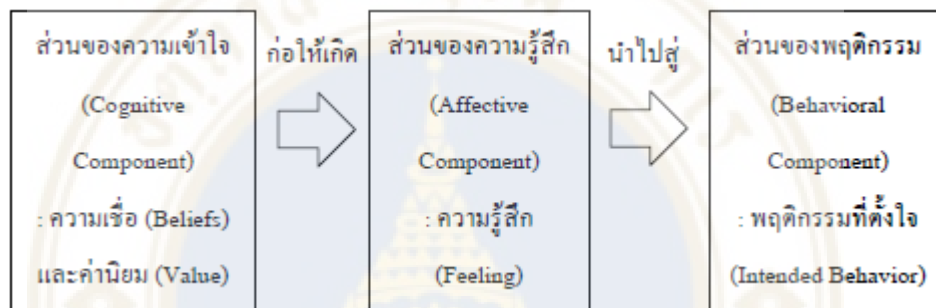 ส่วนของความเข้าใจ
(Cognitive
Component)
: ความเชื่อ (Beliefs)
และค่านิยม (Value)
ก่อให้เกิด
ส่วนของความรู้สึก
(Affective
Component)
: ความรู้สึก
(Feeling)
นำไปสู่
ส่วนของพฤติกรรม
(Behavioral
Component)
: พฤติกรรมที่ตั้งใจ
(Intended Behavior)